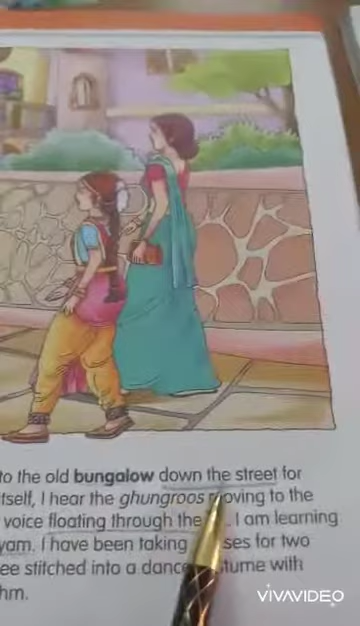 to the old bungalow down the street for
tself, I hear the ghungroos moving to the
voice floating through the I am learning
yam. I have been taking ses for two
ee stitched into a dance tume with
hm.
VIVAVIDEO